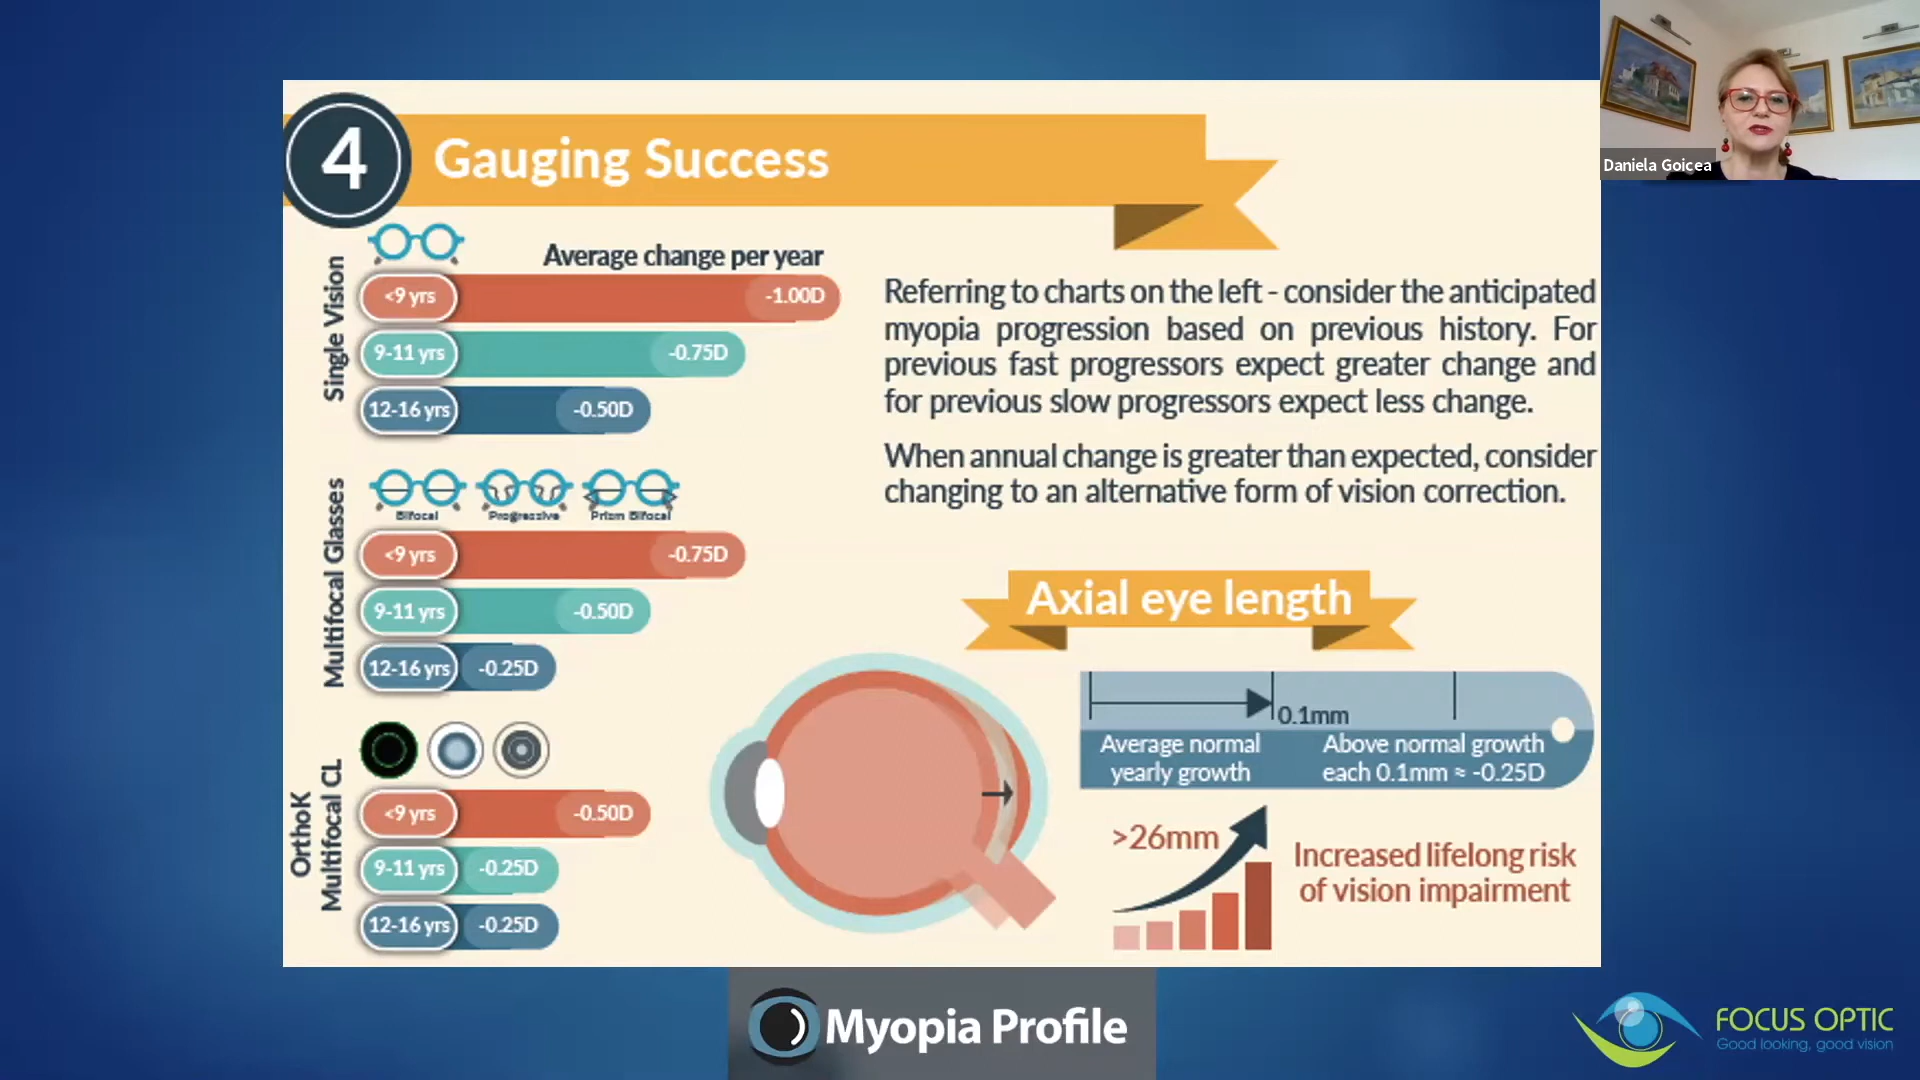 4
Gauging Success
Average change per year
Single Vision
<9 yrs
-1.00D
9-11 yrs
-0.75D
12-16 yrs
-0.50D
Multifocal Glasses
Bifocal
Progressive
Prism Bifocal
<9 yrs
-0.75D
9-11 yrs
-0.50D
12-16 yrs
-0.25D
OrthoK
Multifocal CL
<9 yrs
-0.50D
9-11 yrs
-0.25D
12-16 yrs
-0.25D
Referring to charts on the left - consider the anticipated
myopia progression based on previous history. For
previous fast progressors expect greater change and
for previous slow progressors expect less change.
When annual change is greater than expected, consider
changing to an alternative form of vision correction.
Axial eye length
0.1mm
Average normal
yearly growth
Above normal growth
each 0.1mm ≈ -0.25D
>26mm
Increased lifelong risk
of vision impairment
Daniela Goicea
Myopia Profile
FOCUS OPTIC
Good looking, good vision